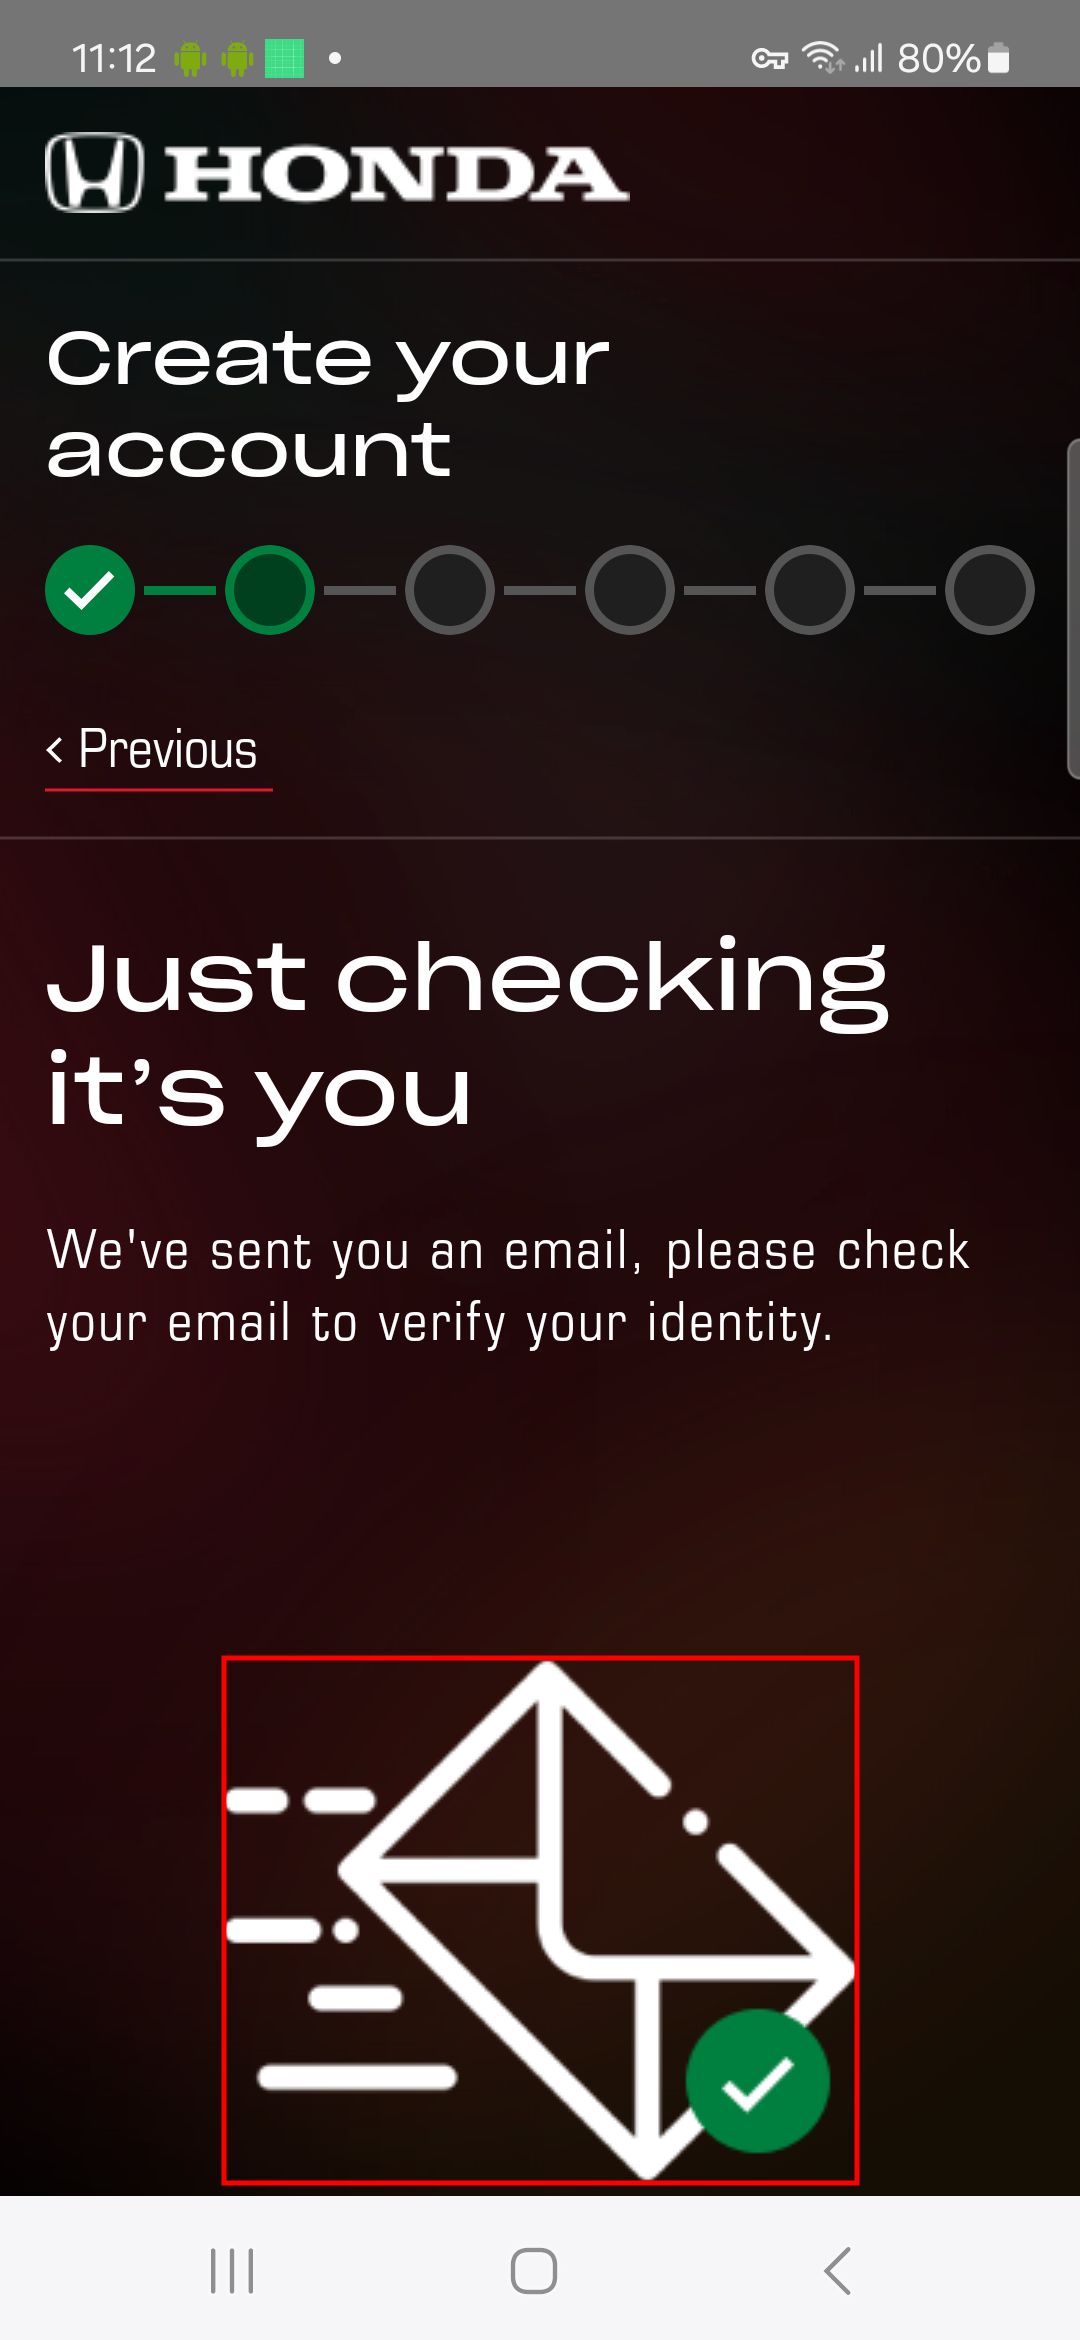 11:12
80%
HONDA
Create your
account
Previous
Just checking
it’s you
We've sent you an email, please check
your email to verify your identity.